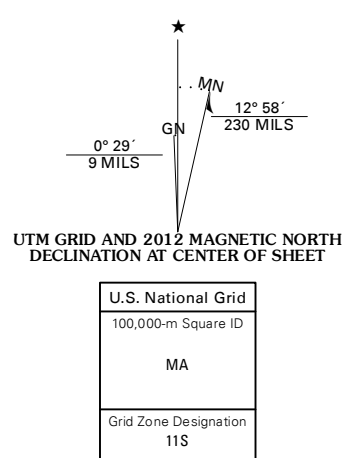 ★
MN
GN
12° 58´
230 MILS
0° 29´
9 MILS
UTM GRID AND 2012 MAGNETIC NORTH
DECLINATION AT CENTER OF SHEET
U.S. National Grid
100,000-m Square ID
MA
Grid Zone Designation
11S